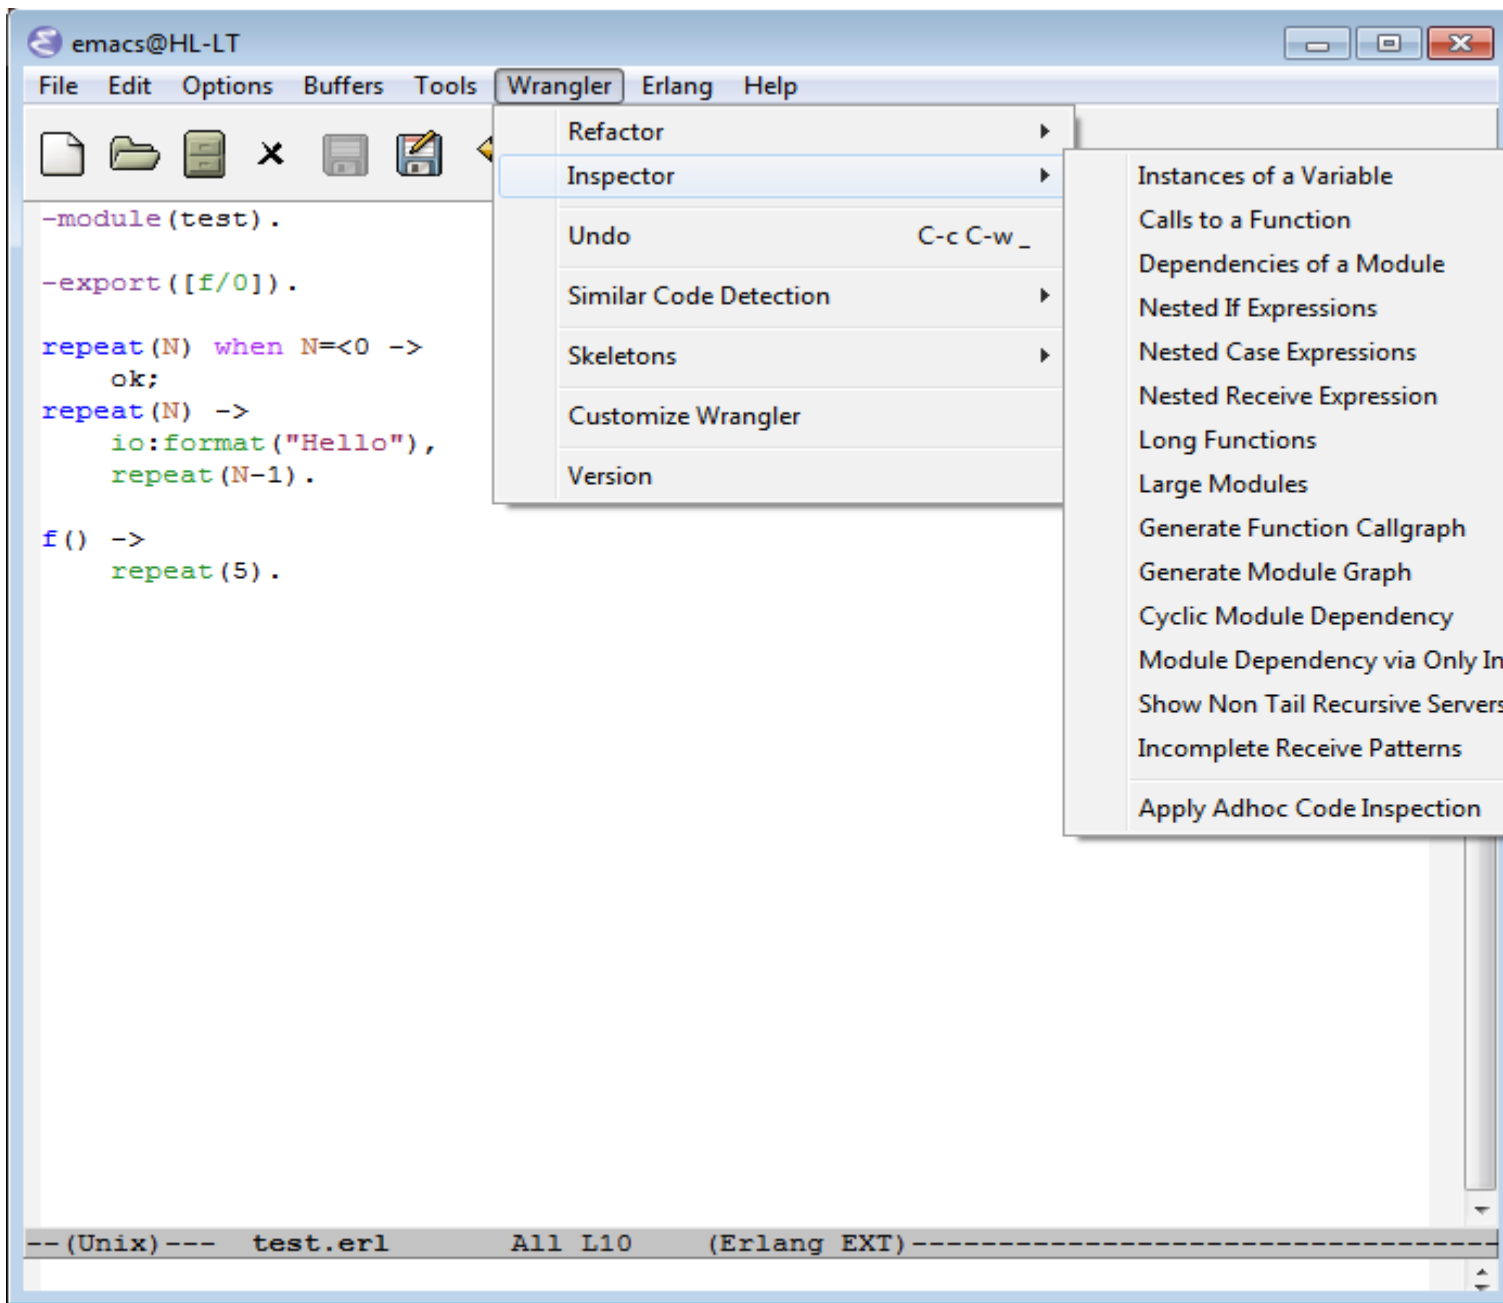 emacs@HL-LT
File Edit Options Buffers Tools Wrangler Erlang Help
Refactor
Inspector
Undo C-c C-w _
Similar Code Detection
Skeletons
Customize Wrangler
Version
Instances of a Variable
Calls to a Function
Dependencies of a Module
Nested If Expressions
Nested Case Expressions
Nested Receive Expression
Long Functions
Large Modules
Generate Function Callgraph
Generate Module Graph
Cyclic Module Dependency
Module Dependency via Only In
Show Non Tail Recursive Servers
Incomplete Receive Patterns
Apply Adhoc Code Inspection
-module(test).
-export([f/0]).
repeat(N) when N=<0 ->
ok;
repeat(N) ->
io:format("Hello"),
repeat(N-1).
f() ->
repeat(5).
--(Unix)--- test.erl All L10 (Erlang EXT)----------------------------------